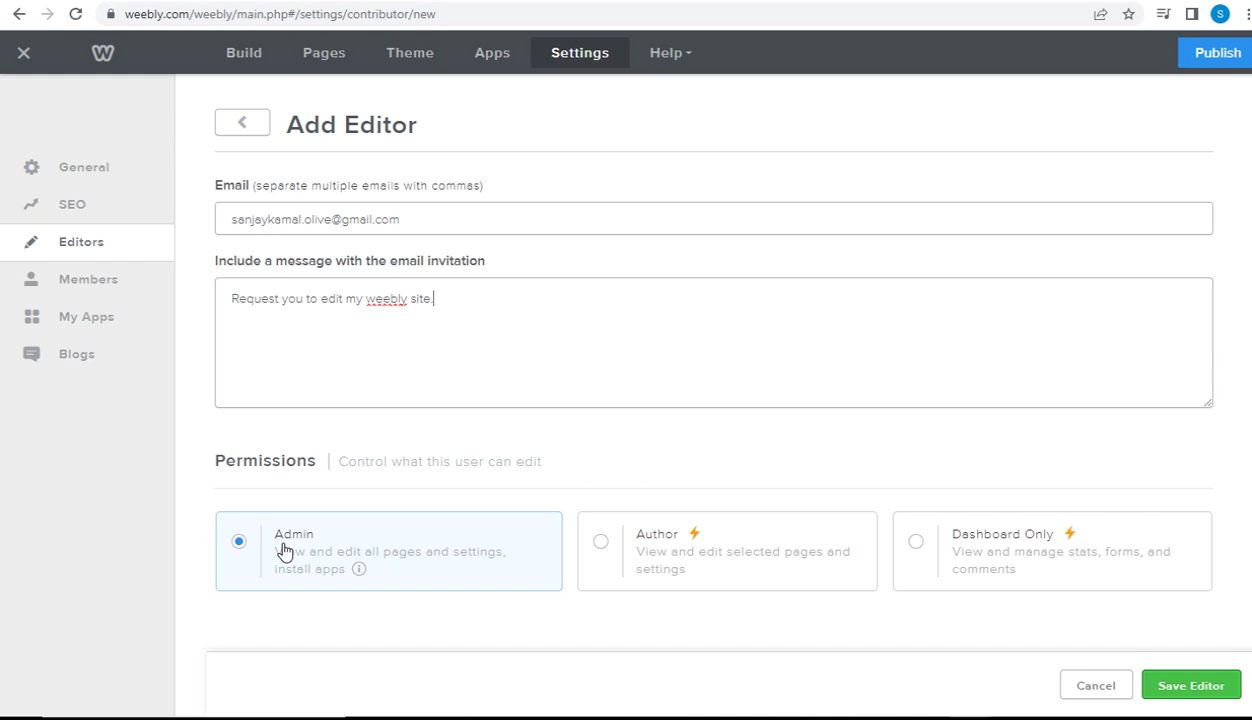 weebly.com/weebly/main.php#/settings/contributor/new
S
Build Pages Theme Apps Settings Help Publish
Add Editor
General
SEO
Editors
Members
My Apps
Blogs
Email (separate multiple emails with commas)
sanjaykamal.olive@gmail.com
Include a message with the email invitation
Request you to edit my weebly site.
Permissions | Control what this user can edit
Admin
View and edit all pages and settings,
install apps
Author
View and edit selected pages and
settings
Dashboard Only
View and manage stats, forms, and
comments
Cancel Save Editor